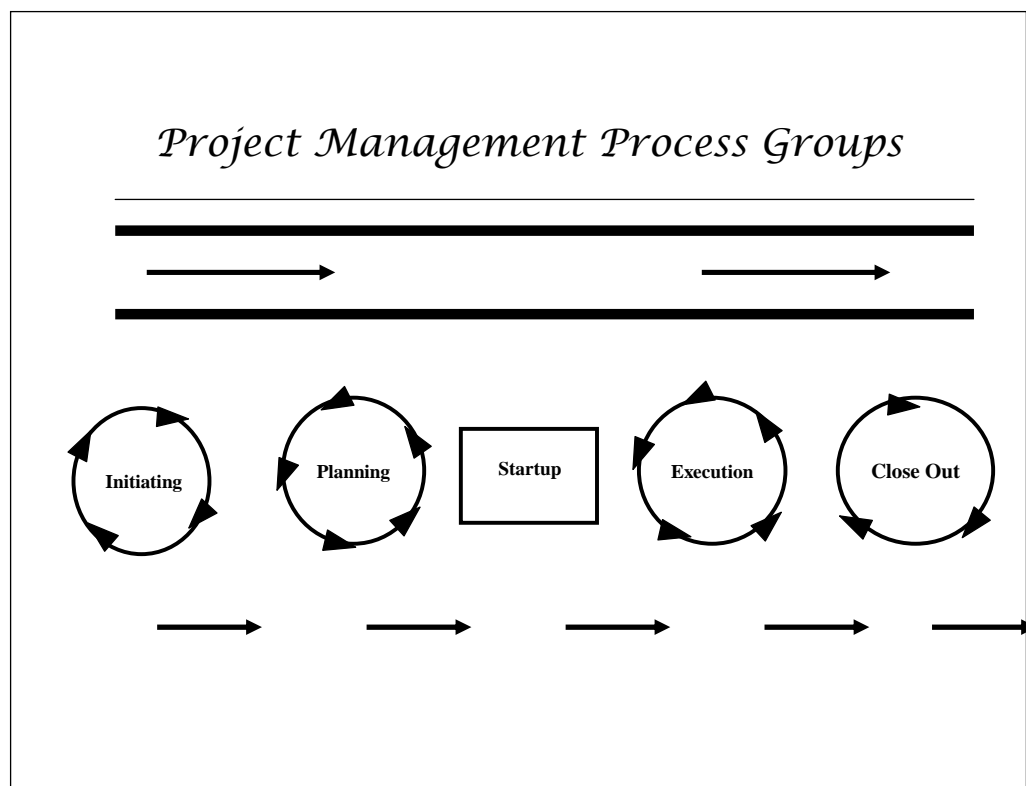 Project Management Process Groups
Initiating
Planning
Startup
Execution
Close Out